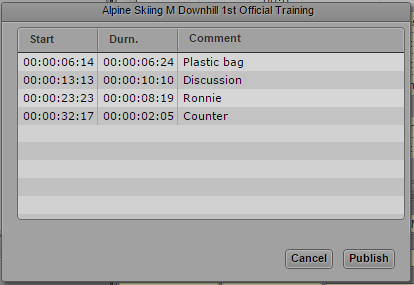 Alpine Skiing M Downhill 1st Official Training
Start Durn. Comment
00:00:06:14 00:00:06:24 Plastic bag
00:00:13:13 00:00:10:10 Discussion
00:00:23:23 00:00:08:19 Ronnie
00:00:32:17 00:00:02:05 Counter
Cancel Publish